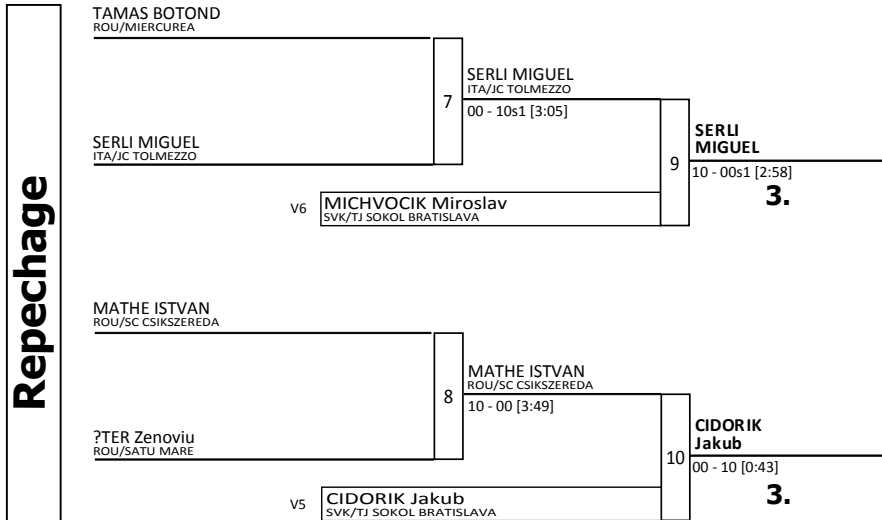 Repechage
TAMAS BOTOND
ROU/MIERCUREA
SERLI MIGUEL
ITA/JC TOLMEZZO
7
SERLI MIGUEL
ITA/JC TOLMEZZO
00 - 10s1 [3:05]
V6
MICHVOCIK Miroslav
SVK/TJ SOKOL BRATISLAVA
9
SERLI
MIGUEL
10 - 00s1 [2:58]
3.
MATHE ISTVAN
ROU/SC CSIKSZEREDA
?TER Zenoviu
ROU/SATU MARE
8
MATHE ISTVAN
ROU/SC CSIKSZEREDA
10 - 00 [3:49]
V5
CIDORIK Jakub
SVK/TJ SOKOL BRATISLAVA
10
CIDORIK
Jakub
00 - 10 [0:43]
3.